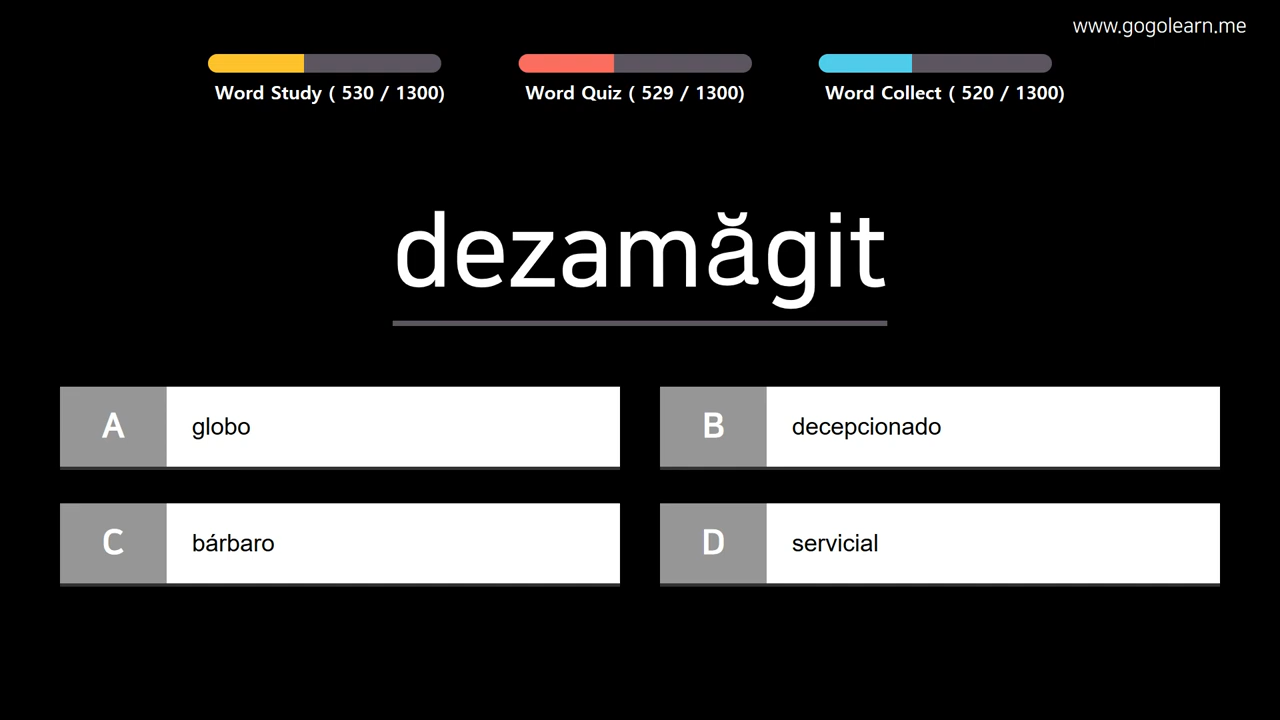 www.gogolearn.me
Word Study ( 530 / 1300)
Word Quiz ( 529 / 1300)
Word Collect ( 520 / 1300)
dezamăgit
A
globo
B
decepcionado
C
bárbaro
D
servicial